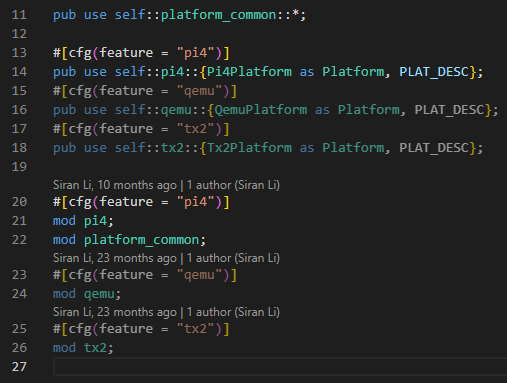 11 pub use self::platform_common::*;
12
13 #[cfg(feature = "pi4")]
14 pub use self::pi4::{Pi4Platform as Platform, PLAT_DESC};
15 #[cfg(feature = "qemu")]
16 pub use self::qemu::{QemuPlatform as Platform, PLAT_DESC};
17 #[cfg(feature = "tx2")]
18 pub use self::tx2::{Tx2Platform as Platform, PLAT_DESC};
19
Siran Li, 10 months ago | 1 author (Siran Li)
20 #[cfg(feature = "pi4")]
21 mod pi4;
22 mod platform_common;
Siran Li, 23 months ago | 1 author (Siran Li)
23 #[cfg(feature = "qemu")]
24 mod qemu;
Siran Li, 23 months ago | 1 author (Siran Li)
25 #[cfg(feature = "tx2")]
26 mod tx2;
27